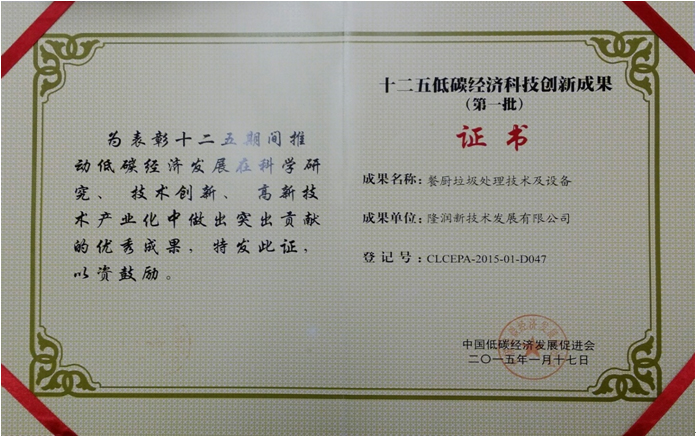 为表彰十二五期间推
动低碳经济发展在科学研
究、技术创新、高新技
术产业化中做出突出贡献
的优秀成果,特发此证,
以资鼓励。
十二五低碳经济科技创新成果
(第一批)
证书
成果名称:餐厨垃圾处理技术及设备
成果单位:隆润新技术发展有限公司
登记号:CLCEPA-2015-01-D047
中国低碳经济发展促进会
二〇一五年一月十七日